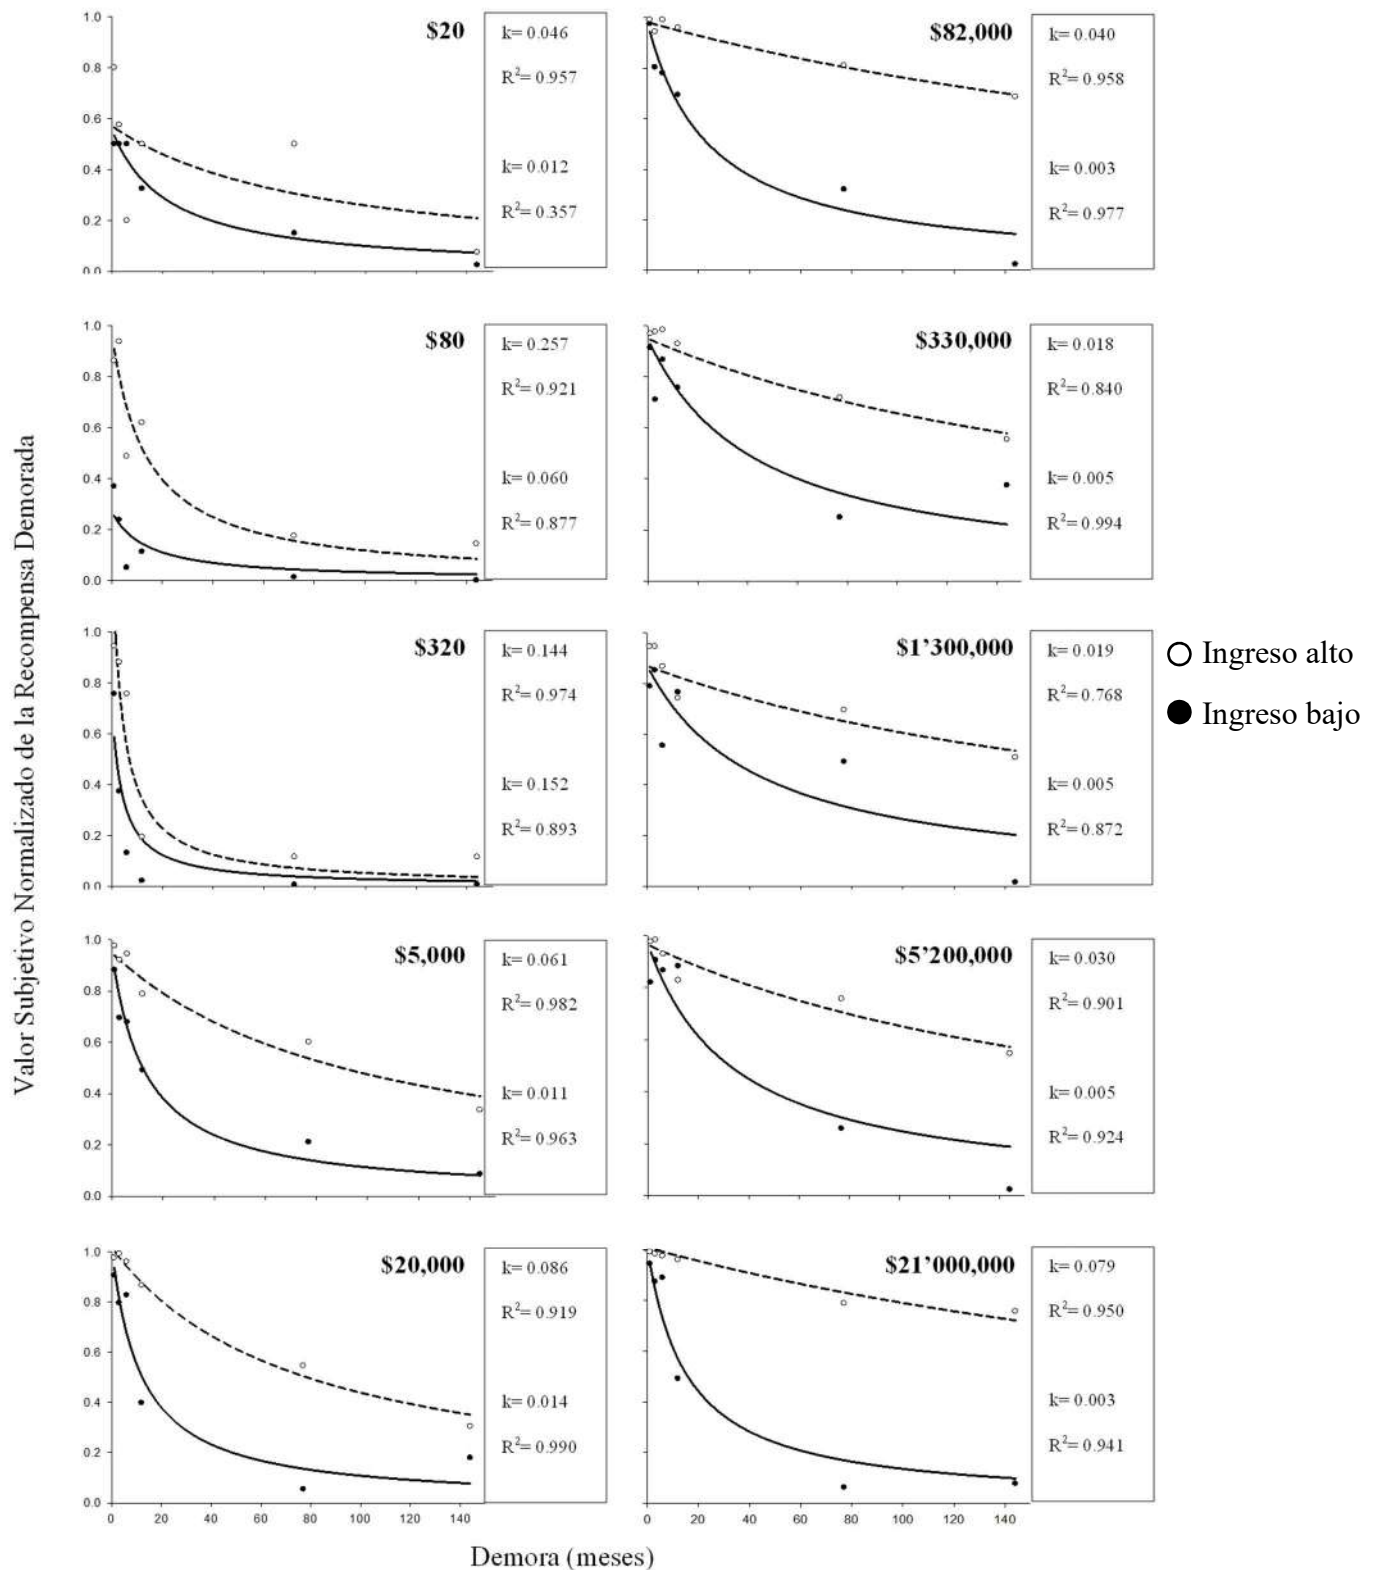 Valor Subjetivo Normalizado de la Recompensa Demorada
$20
1.0
0.8
0.6
0.4
0.2
0.0
k= 0.046
R²= 0.957
k= 0.012
R²= 0.357
$82,000
k= 0.040
R²= 0.958
k= 0.003
R²= 0.977
$80
1.0
0.8
0.6
0.4
0.2
0.0
k= 0.257
R²= 0.921
k= 0.060
R²= 0.877
$330,000
k= 0.018
R²= 0.840
k= 0.005
R²= 0.994
$320
1.0
0.8
0.6
0.4
0.2
0.0
k= 0.144
R²= 0.974
k= 0.152
R²= 0.893
$1’300,000
k= 0.019
R²= 0.768
k= 0.005
R²= 0.872
Ingreso alto
Ingreso bajo
$5,000
1.0
0.8
0.6
0.4
0.2
0.0
k= 0.061
R²= 0.982
k= 0.011
R²= 0.963
$5’200,000
k= 0.030
R²= 0.901
k= 0.005
R²= 0.924
$20,000
1.0
0.8
0.6
0.4
0.2
0.0
k= 0.086
R²= 0.919
k= 0.014
R²= 0.990
$21’000,000
k= 0.079
R²= 0.950
k= 0.003
R²= 0.941
0 20 40 60 80 100 120 140
0 20 40 60 80 100 120 140
Demora (meses)